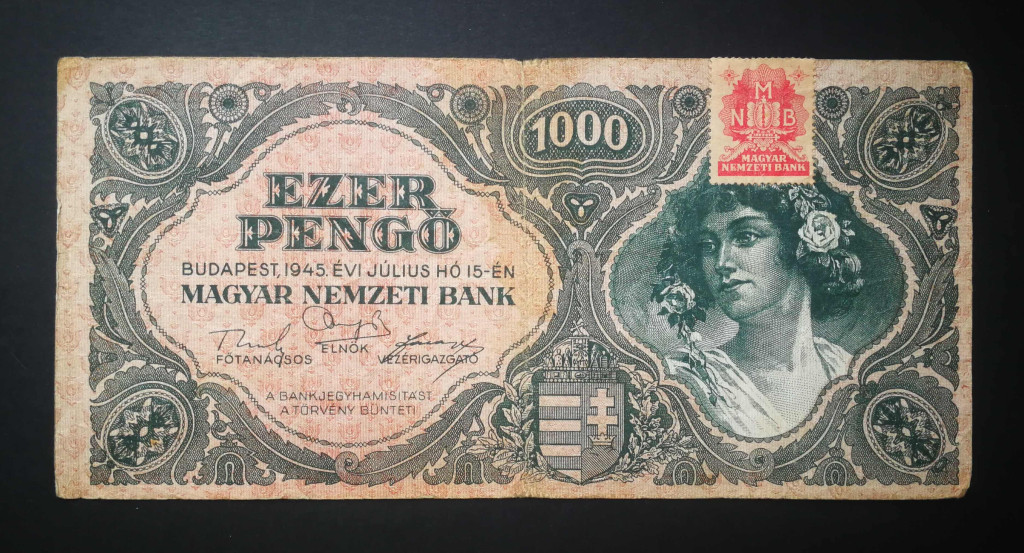 1000
M
N B
MAGYAR
NEMZETI BANK
EZER
PENGŐ
BUDAPEST, 1945. ÉVI JÚLIUS HÓ 15-ÉN
MAGYAR NEMZETI BANK
FŐTANÁCSOS ELNÖK VEZÉRIGAZGATÓ
A BANKJEGYHAMISÍTÁST
A TÖRVÉNY BÜNTETI